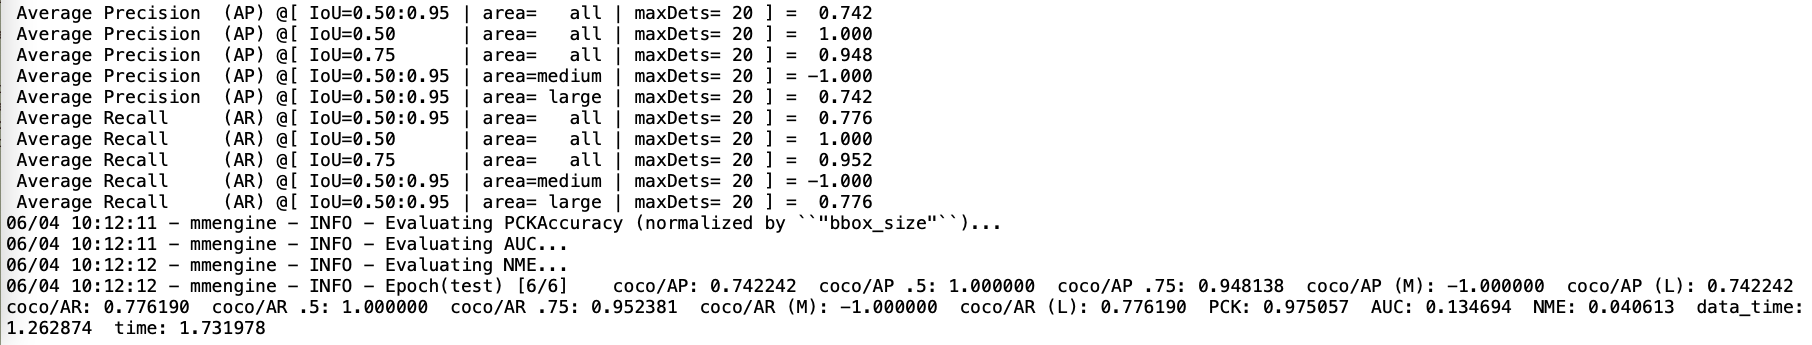 Average Precision  (AP) @[ IoU=0.50:0.95 | area=   all | maxDets= 20 ] =  0.742
Average Precision  (AP) @[ IoU=0.50      | area=   all | maxDets= 20 ] =  1.000
Average Precision  (AP) @[ IoU=0.75      | area=   all | maxDets= 20 ] =  0.948
Average Precision  (AP) @[ IoU=0.50:0.95 | area=medium | maxDets= 20 ] = -1.000
Average Precision  (AP) @[ IoU=0.50:0.95 | area= large | maxDets= 20 ] =  0.742
Average Recall     (AR) @[ IoU=0.50:0.95 | area=   all | maxDets= 20 ] =  0.776
Average Recall     (AR) @[ IoU=0.50      | area=   all | maxDets= 20 ] =  1.000
Average Recall     (AR) @[ IoU=0.75      | area=   all | maxDets= 20 ] =  0.952
Average Recall     (AR) @[ IoU=0.50:0.95 | area=medium | maxDets= 20 ] = -1.000
Average Recall     (AR) @[ IoU=0.50:0.95 | area= large | maxDets= 20 ] =  0.776
06/04 10:12:11 - mmengine - INFO - Evaluating PCKAccuracy (normalized by ``"bbox_size"``)...
06/04 10:12:11 - mmengine - INFO - Evaluating AUC...
06/04 10:12:12 - mmengine - INFO - Evaluating NME...
06/04 10:12:12 - mmengine - INFO - Epoch(test) [6/6]    coco/AP: 0.742242  coco/AP .5: 1.000000  coco/AP .75: 0.948138  coco/AP (M): -1.000000  coco/AP (L): 0.742242
coco/AR: 0.776190  coco/AR .5: 1.000000  coco/AR .75: 0.952381  coco/AR (M): -1.000000  coco/AR (L): 0.776190  PCK: 0.975057  AUC: 0.134694  NME: 0.040613  data_time:
1.262874  time: 1.731978